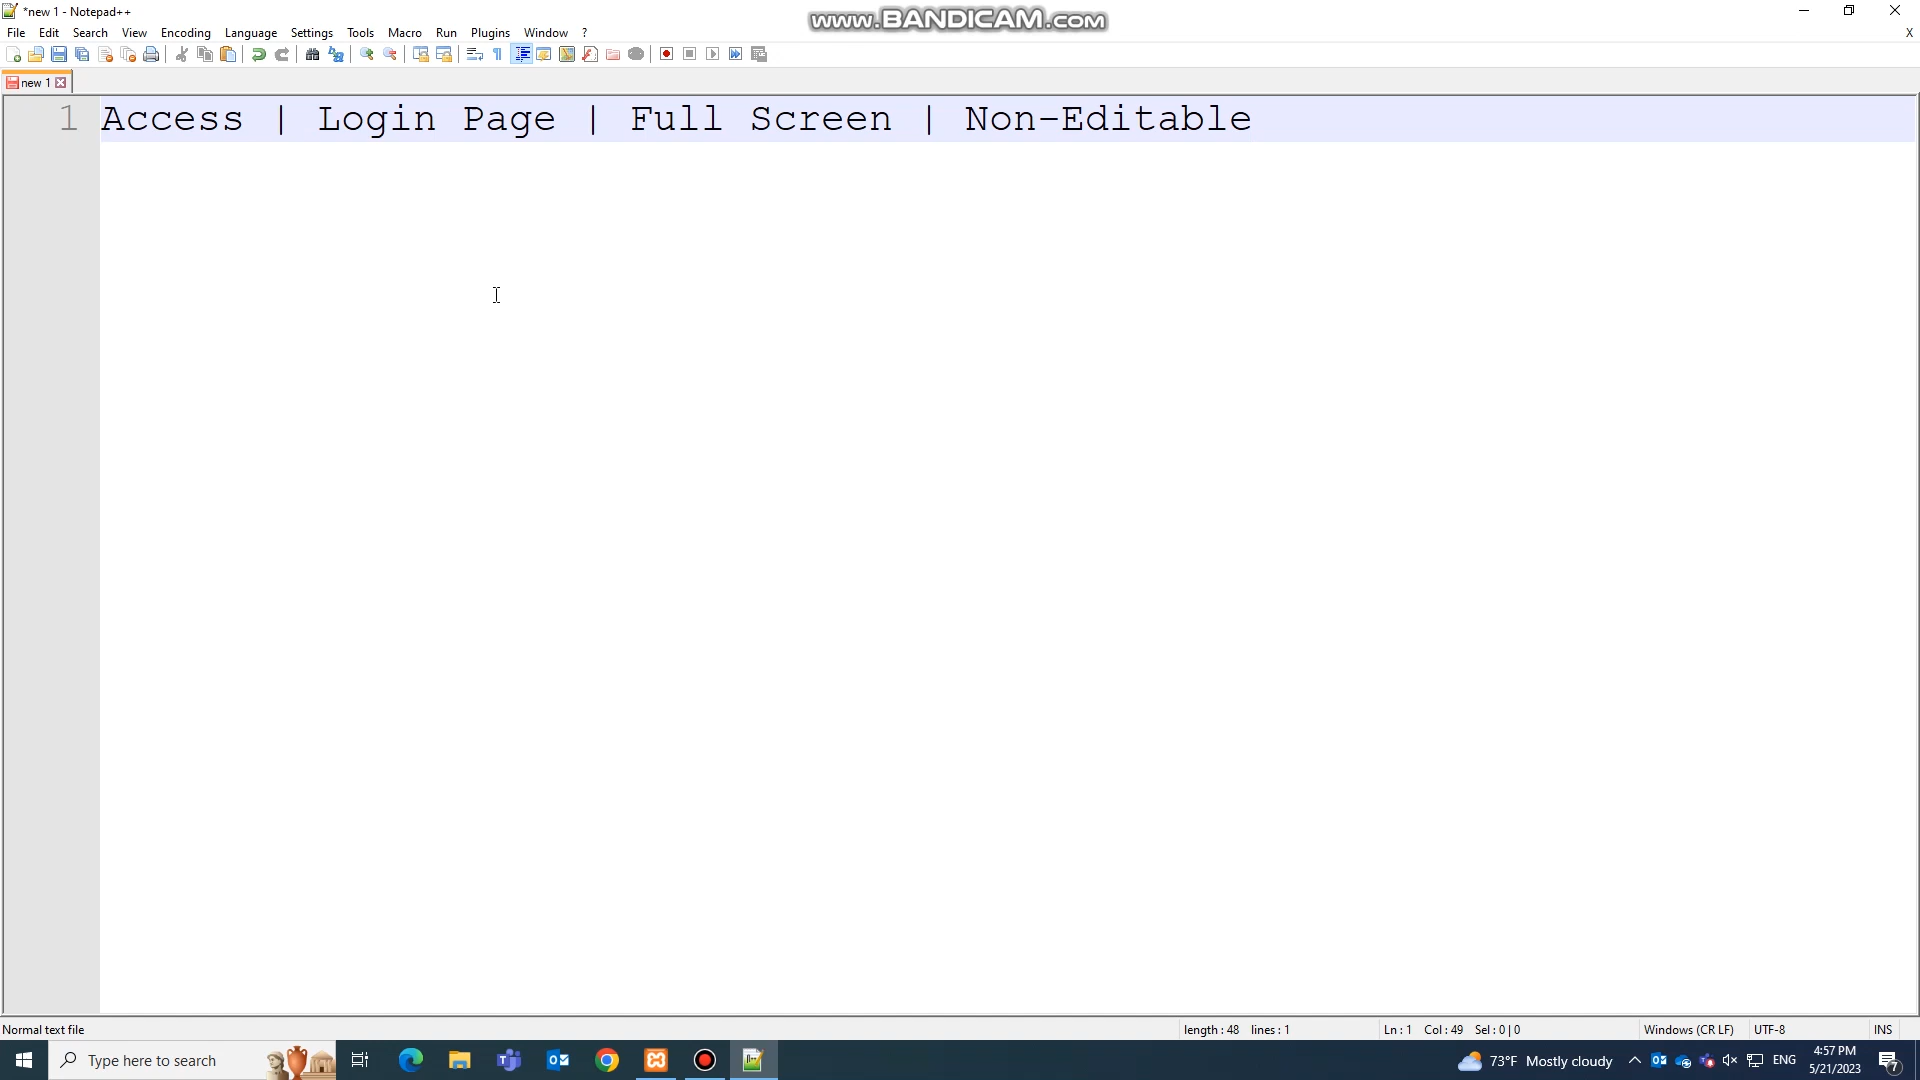 *new 1 - Notepad++
www.BANDICAM.com
File Edit Search View Encoding Language Settings Tools Macro Run Plugins Window ? X
new 1
1 Access | Login Page | Full Screen | Non-Editable
Normal text file length : 48 lines : 1 Ln : 1 Col : 49 Sel : 0 | 0 Windows (CR LF) UTF-8 INS
Type here to search 73°F Mostly cloudy ENG 4:57 PM
5/21/2023
7